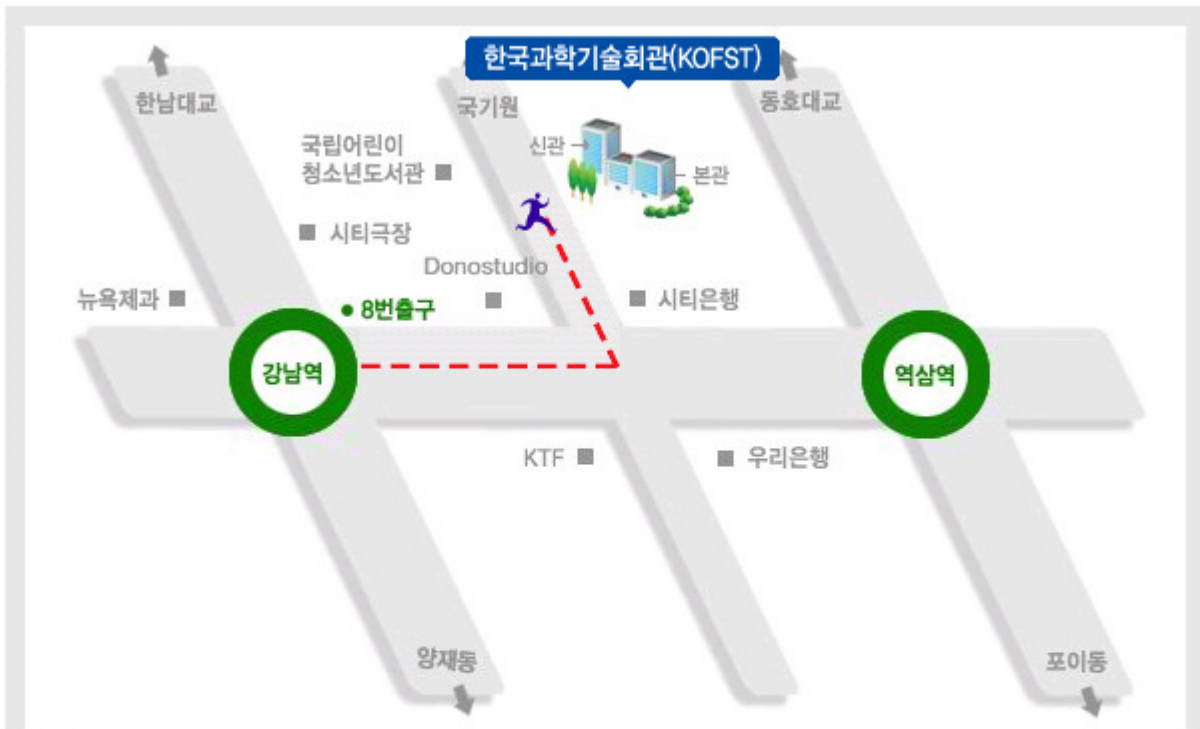 한국과학기술회관(KOFST)
한남대교
국기원
동호대교
국립어린이
청소년도서관
신관
본관
시티극장
Donostudio
뉴욕제과
8번출구
시티은행
강남역
역삼역
KTF
우리은행
양재동
포이동